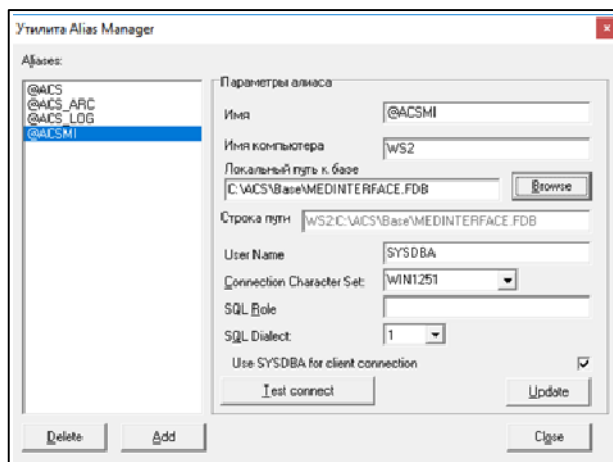 Утилита Alias Manager
Aliases:
@ACS
@ACS_ARC
@ACS_LOG
@ACSMI
Параметры алиаса
Имя
@ACSMI
Имя компьютера
WS2
Локальный путь к базе
C:\ACS\Base\MEDINTERFACE.FDB
Browse
Строка пути
WS2:C:\ACS\Base\MEDINTERFACE.FDB
User Name
SYSDBA
Connection Character Set:
WIN1251
SQL Role
SQL Dialect:
1
Use SYSDBA for client connection
Test connect
Update
Delete
Add
Close